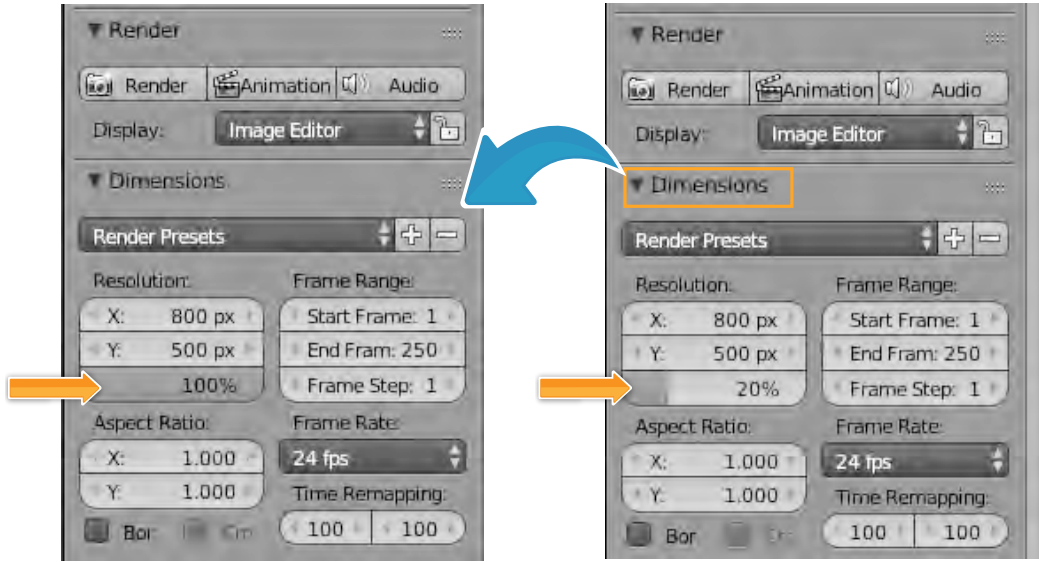 Render
Render Animation Audio
Display: Image Editor
Dimensions
Render Presets
Resolution: Frame Range:
X: 800 px Start Frame: 1
Y: 500 px End Fram: 250
100% Frame Step: 1
Aspect Ratio: Frame Rate:
X: 1.000 24 fps
Y: 1.000 Time Remapping:
Bor 100 100
Render
Render Animation Audio
Display: Image Editor
Dimensions
Render Presets
Resolution: Frame Range:
X: 800 px Start Frame: 1
Y: 500 px End Fram: 250
20% Frame Step: 1
Aspect Ratio: Frame Rate:
X: 1.000 24 fps
Y: 1.000 Time Remapping:
Bor 100 100